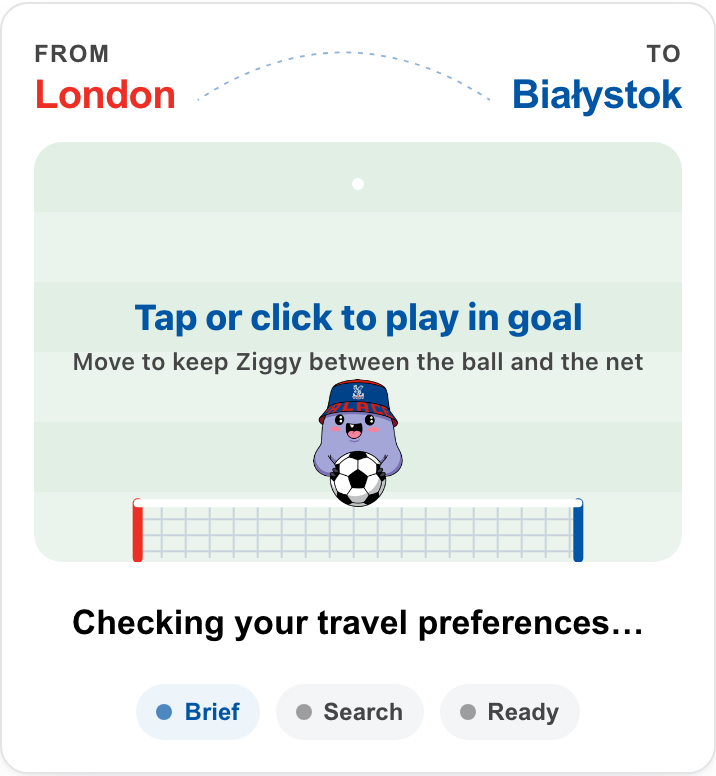 FROM
TO
London
Białystok
Tap or click to play in goal
Move to keep Ziggy between the ball and the net
PALACE
Checking your travel preferences…
Brief
Search
Ready